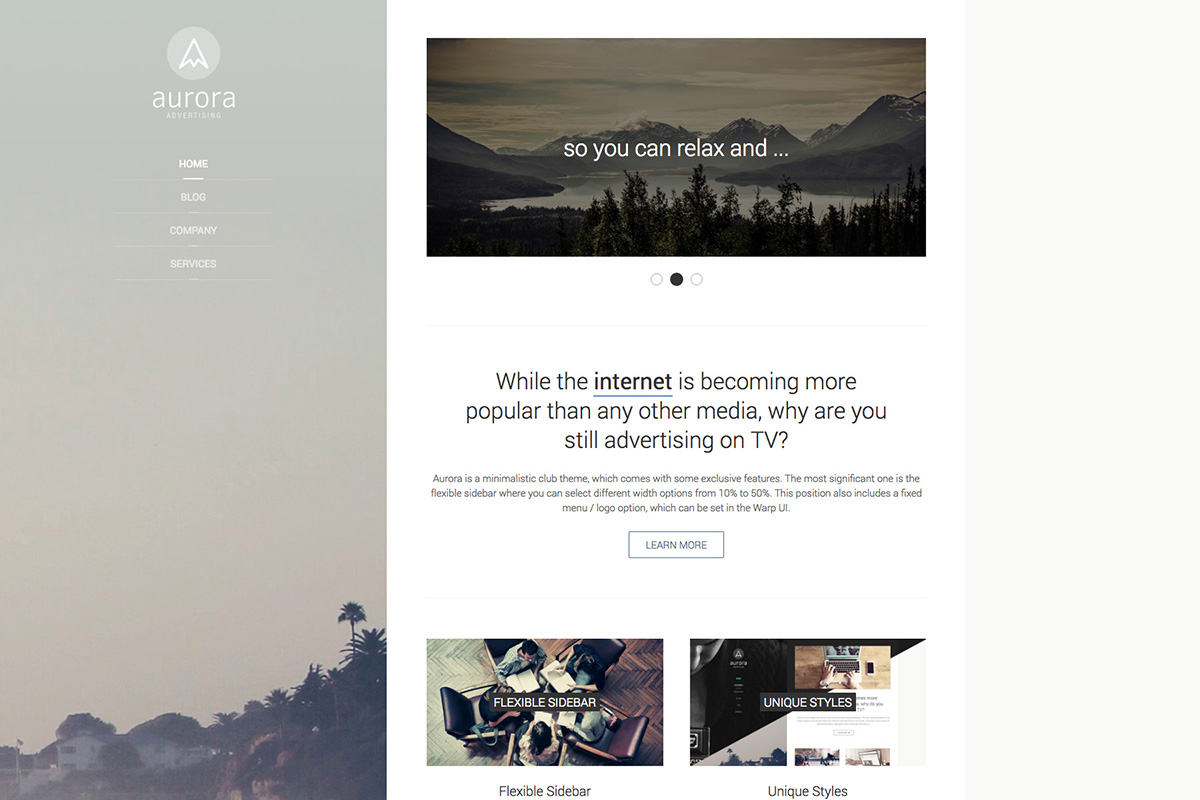 aurora
ADVERTISING
HOME
BLOG
COMPANY
SERVICES
so you can relax and ...
While the internet is becoming more
popular than any other media, why are you
still advertising on TV?
Aurora is a minimalistic club theme, which comes with some exclusive features. The most significant one is the
flexible sidebar where you can select different width options from 10% to 50%. This position also includes a fixed
menu / logo option, which can be set in the Warp UI.
LEARN MORE
FLEXIBLE SIDEBAR
aurora
UNIQUE STYLES
Flexible Sidebar
Unique Styles